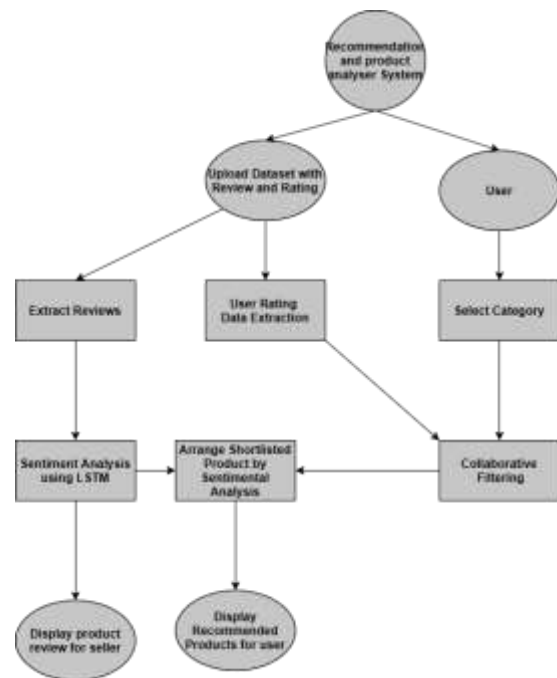 Recommendation
and product
analyser System
Upload Dataset with
Review and Rating
User
Extract Reviews
User Rating
Data Extraction
Select Category
Sentiment Analysis
using LSTM
Arrange Shortlisted
Product by
Sentimental
Analysis
Collaborative
Filtering
Display product
review for seller
Display
Recommended
Products for user